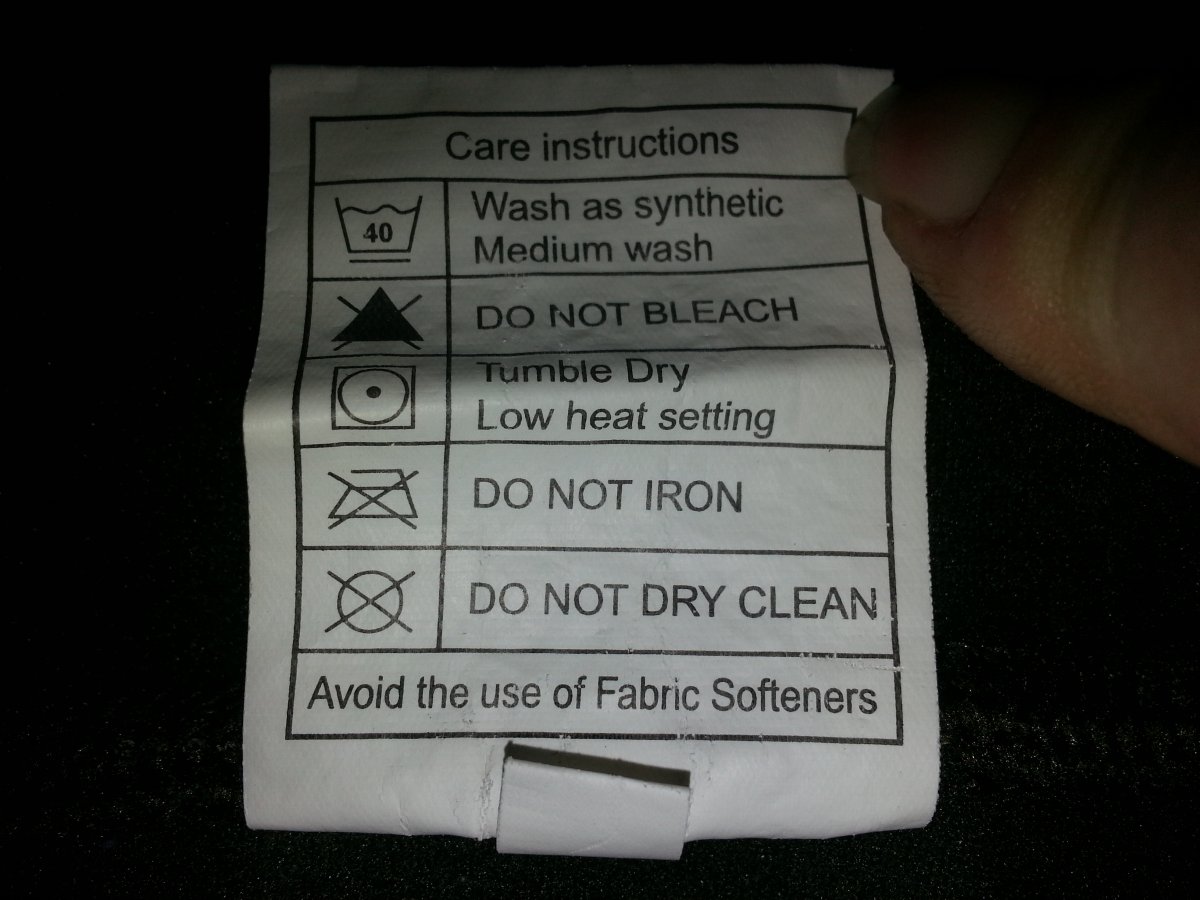 Care instructions
40
Wash as synthetic
Medium wash
DO NOT BLEACH
Tumble Dry
Low heat setting
DO NOT IRON
DO NOT DRY CLEAN
Avoid the use of Fabric Softeners